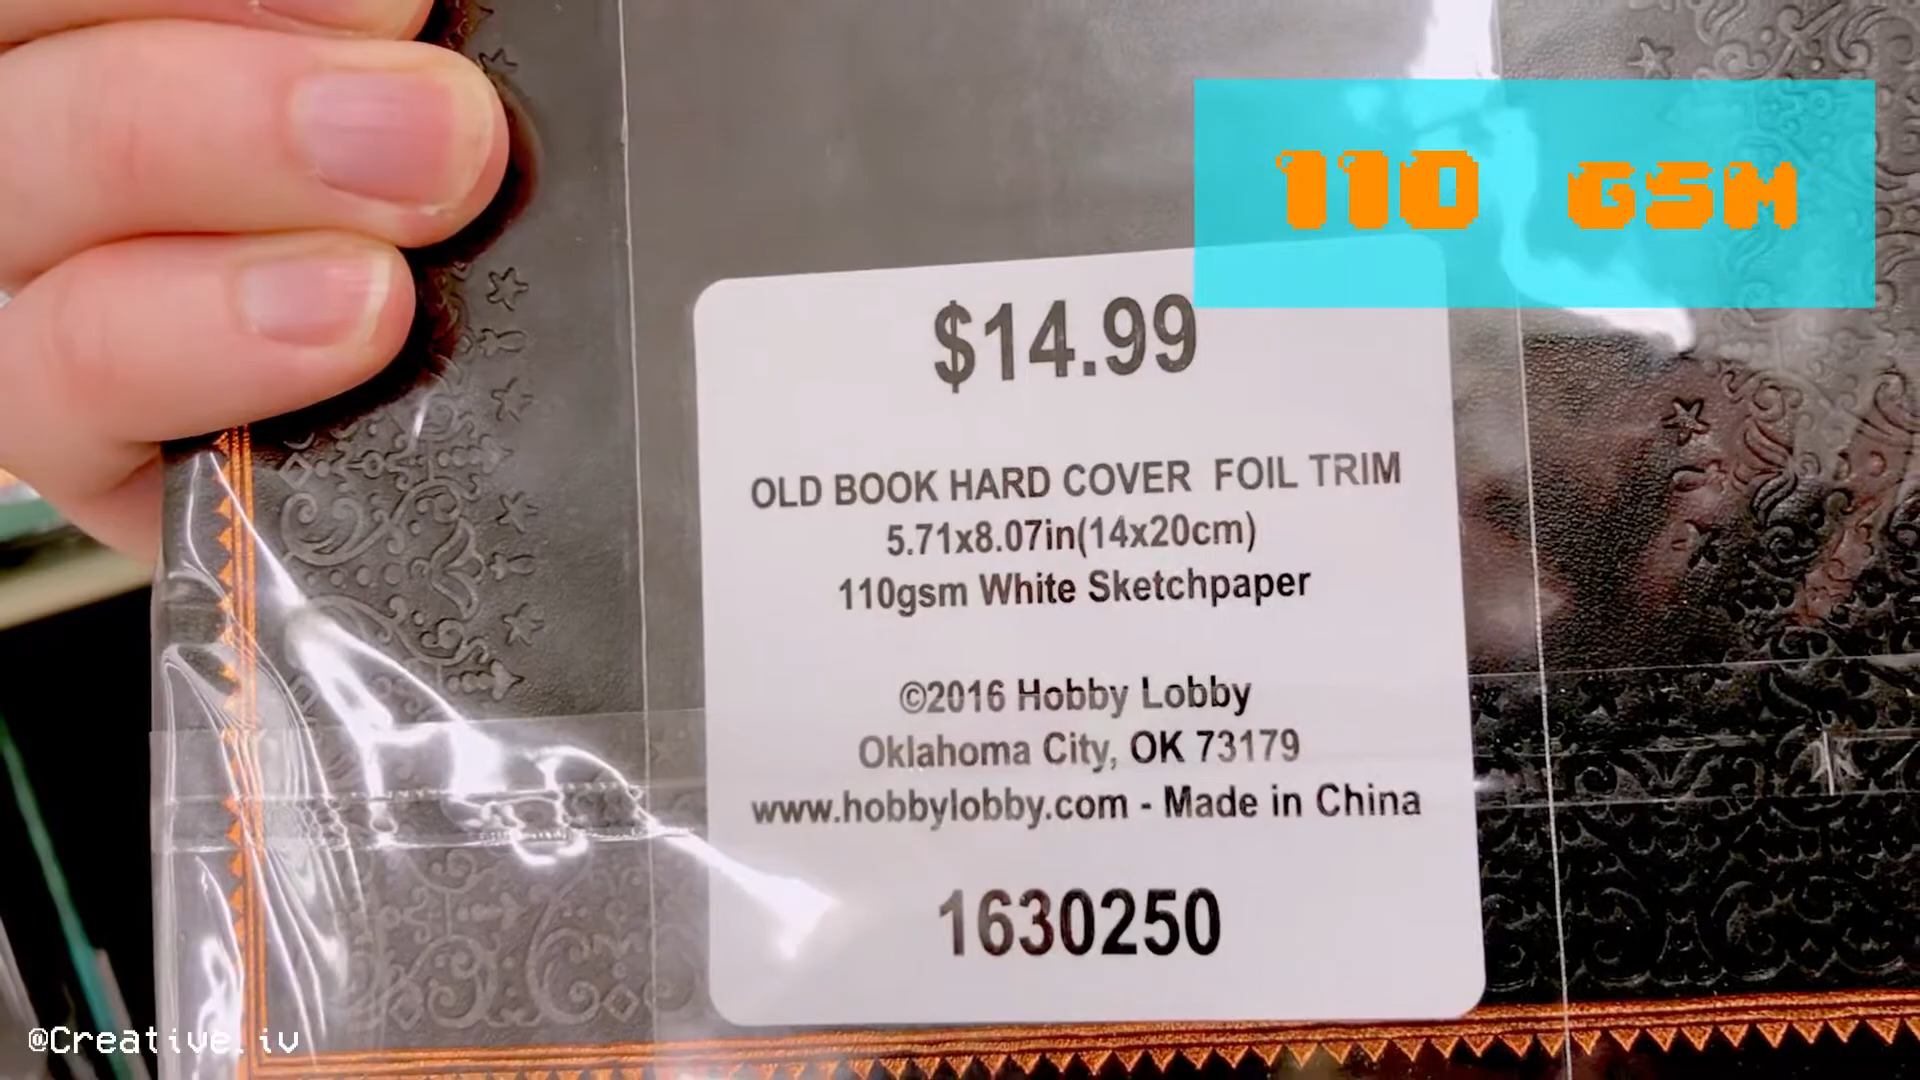 110 GSM
$14.99
OLD BOOK HARD COVER FOIL TRIM
5.71x8.07in(14x20cm)
110gsm White Sketchpaper
©2016 Hobby Lobby
Oklahoma City, OK 73179
www.hobbylobby.com - Made in China
1630250
@Creative.iv